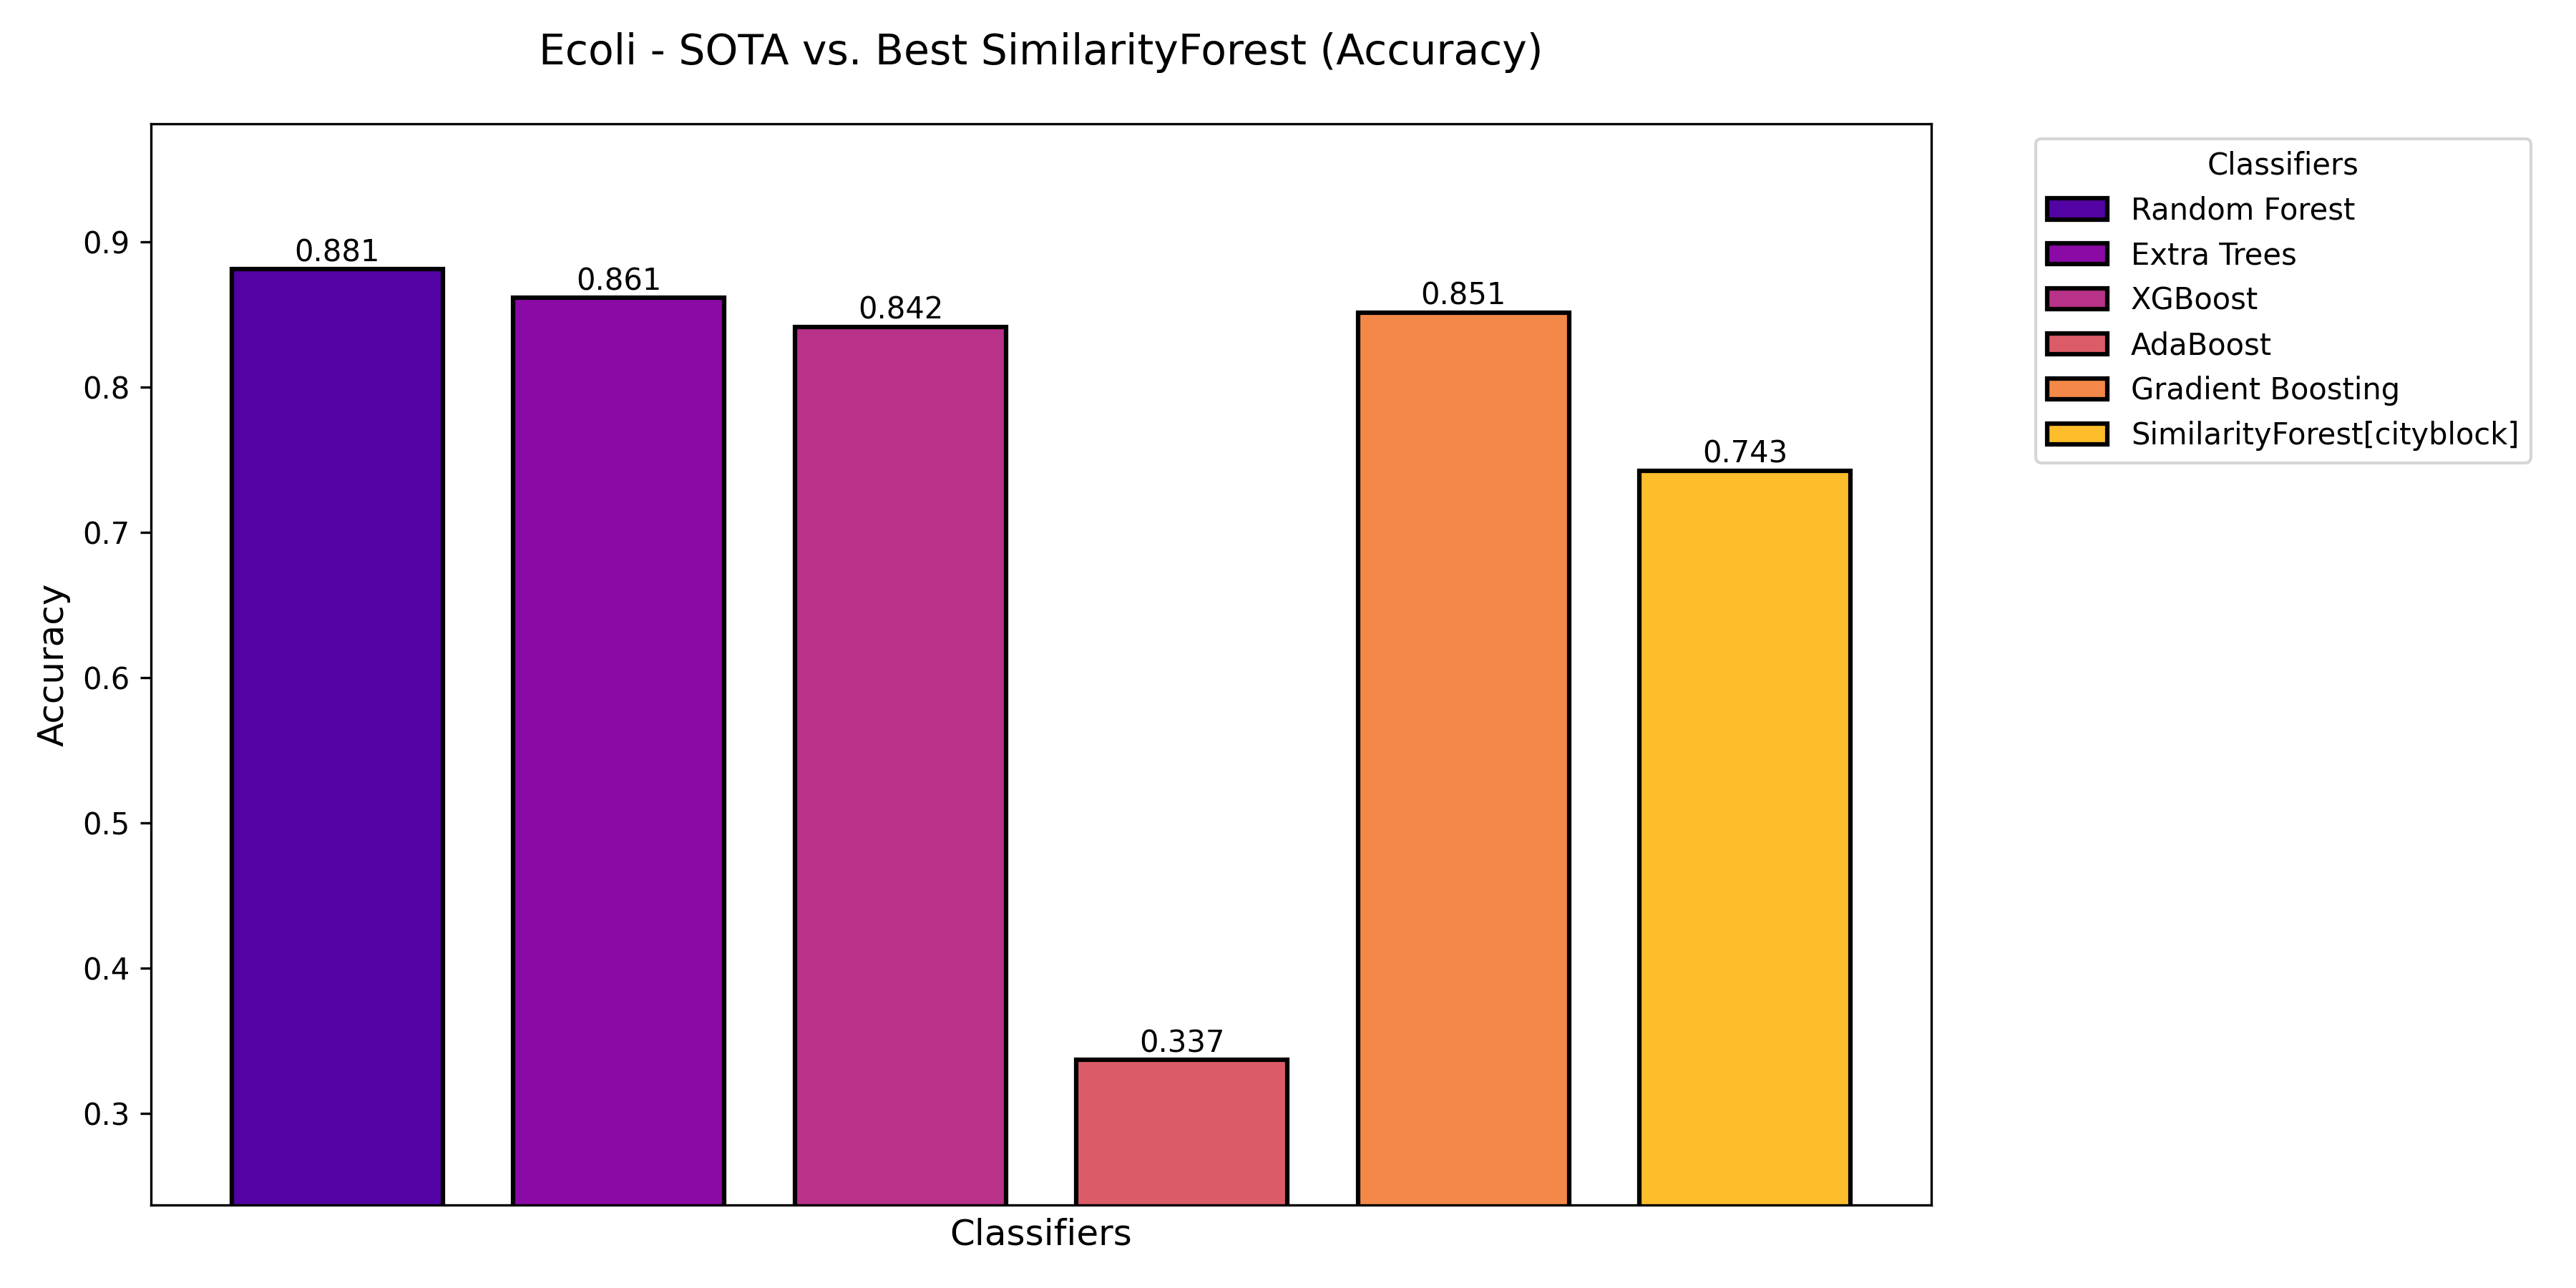 Ecoli - SOTA vs. Best SimilarityForest (Accuracy)
Accuracy
0.9
0.8
0.7
0.6
0.5
0.4
0.3
0.881
0.861
0.842
0.337
0.851
0.743
Classifiers
Classifiers
Random Forest
Extra Trees
XGBoost
AdaBoost
Gradient Boosting
SimilarityForest[cityblock]